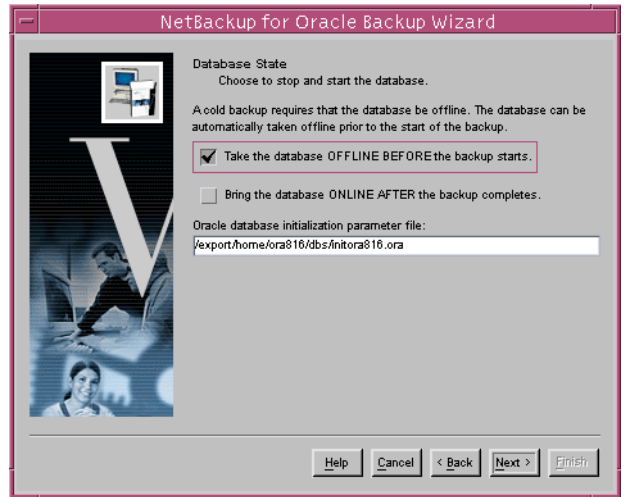 NetBackup for Oracle Backup Wizard
Database State
Choose to stop and start the database.
A cold backup requires that the database be offline. The database can be
automatically taken offline prior to the start of the backup.
Take the database OFFLINE BEFORE the backup starts.
Bring the database ONLINE AFTER the backup completes.
Oracle database initialization parameter file:
/export/home/ora816/dbs/initora816.ora
V
Help Cancel < Back Next > Finish